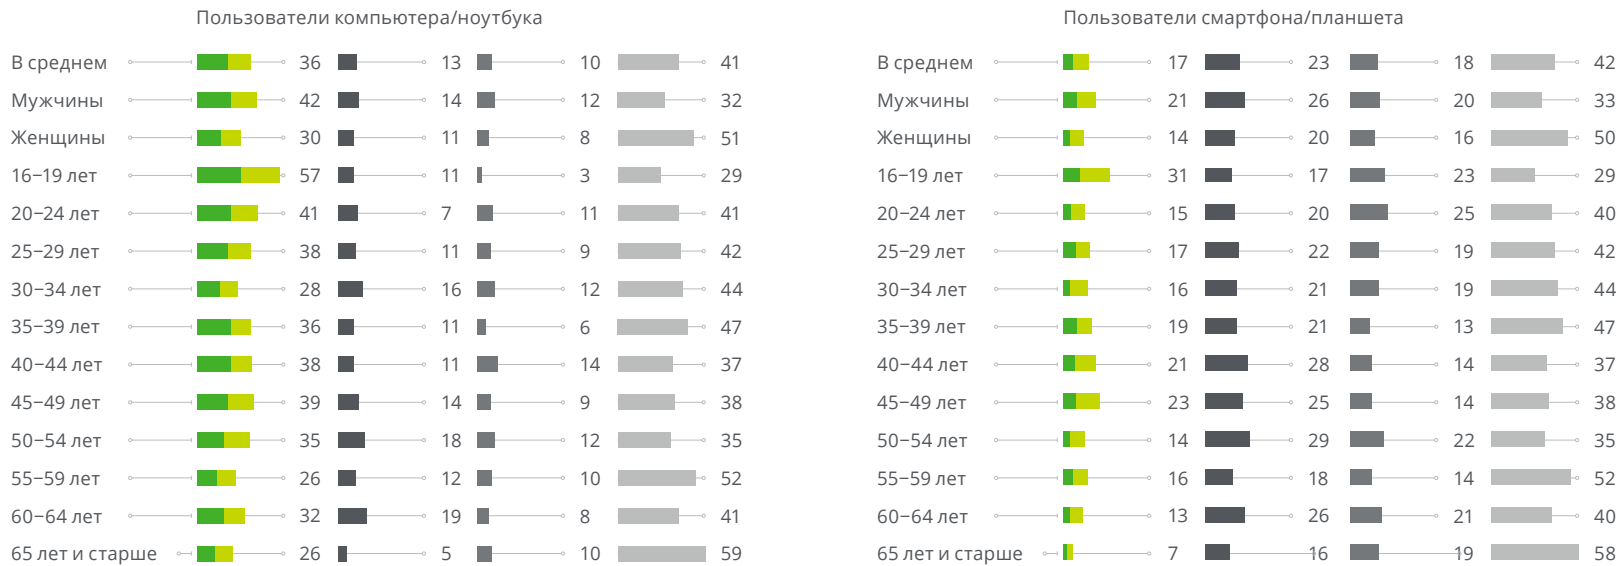 Пользователи компьютера/ноутбука
В среднем 36 13 10 41
Мужчины 42 14 12 32
Женщины 30 11 8 51
16–19 лет 57 11 3 29
20–24 лет 41 7 11 41
25–29 лет 38 11 9 42
30–34 лет 28 16 12 44
35–39 лет 36 11 6 47
40–44 лет 38 11 14 37
45–49 лет 39 14 9 38
50–54 лет 35 18 12 35
55–59 лет 26 12 10 52
60–64 лет 32 19 8 41
65 лет и старше 26 5 10 59
Пользователи смартфона/планшета
В среднем 17 23 18 42
Мужчины 21 26 20 33
Женщины 14 20 16 50
16–19 лет 31 17 23 29
20–24 лет 15 20 25 40
25–29 лет 17 22 19 42
30–34 лет 16 21 19 44
35–39 лет 19 21 13 47
40–44 лет 21 28 14 37
45–49 лет 23 25 14 38
50–54 лет 14 29 22 35
55–59 лет 16 18 14 52
60–64 лет 13 26 21 40
65 лет и старше 7 16 19 58